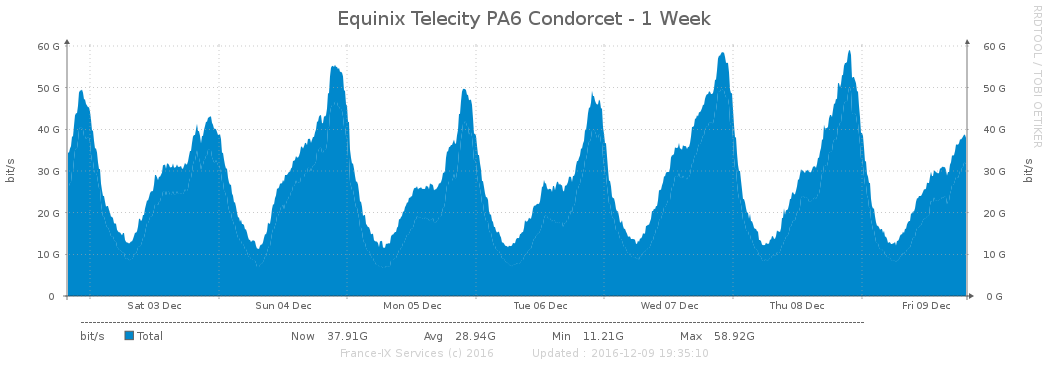 Equinix Telecity PA6 Condorcet - 1 Week
RRDTOOL / TOBI OETIKER
60 G 60 G
50 G 50 G
40 G 40 G
30 G 30 G
20 G 20 G
10 G 10 G
0 0 G
bit/s bit/s
Sat 03 Dec Sun 04 Dec Mon 05 Dec Tue 06 Dec Wed 07 Dec Thu 08 Dec Fri 09 Dec
bit/s Total Now 37.91G Avg 28.94G Min 11.21G Max 58.92G
France-IX Services (c) 2016 Updated : 2016-12-09 19:35:10